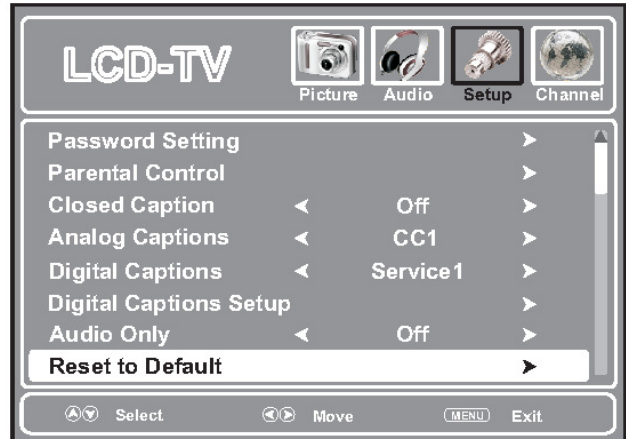 LCD-TV
Picture Audio Setup Channel
Password Setting
Parental Control
Closed Caption Off
Analog Captions CC1
Digital Captions Service1
Digital Captions Setup
Audio Only Off
Reset to Default
Select Move MENU Exit